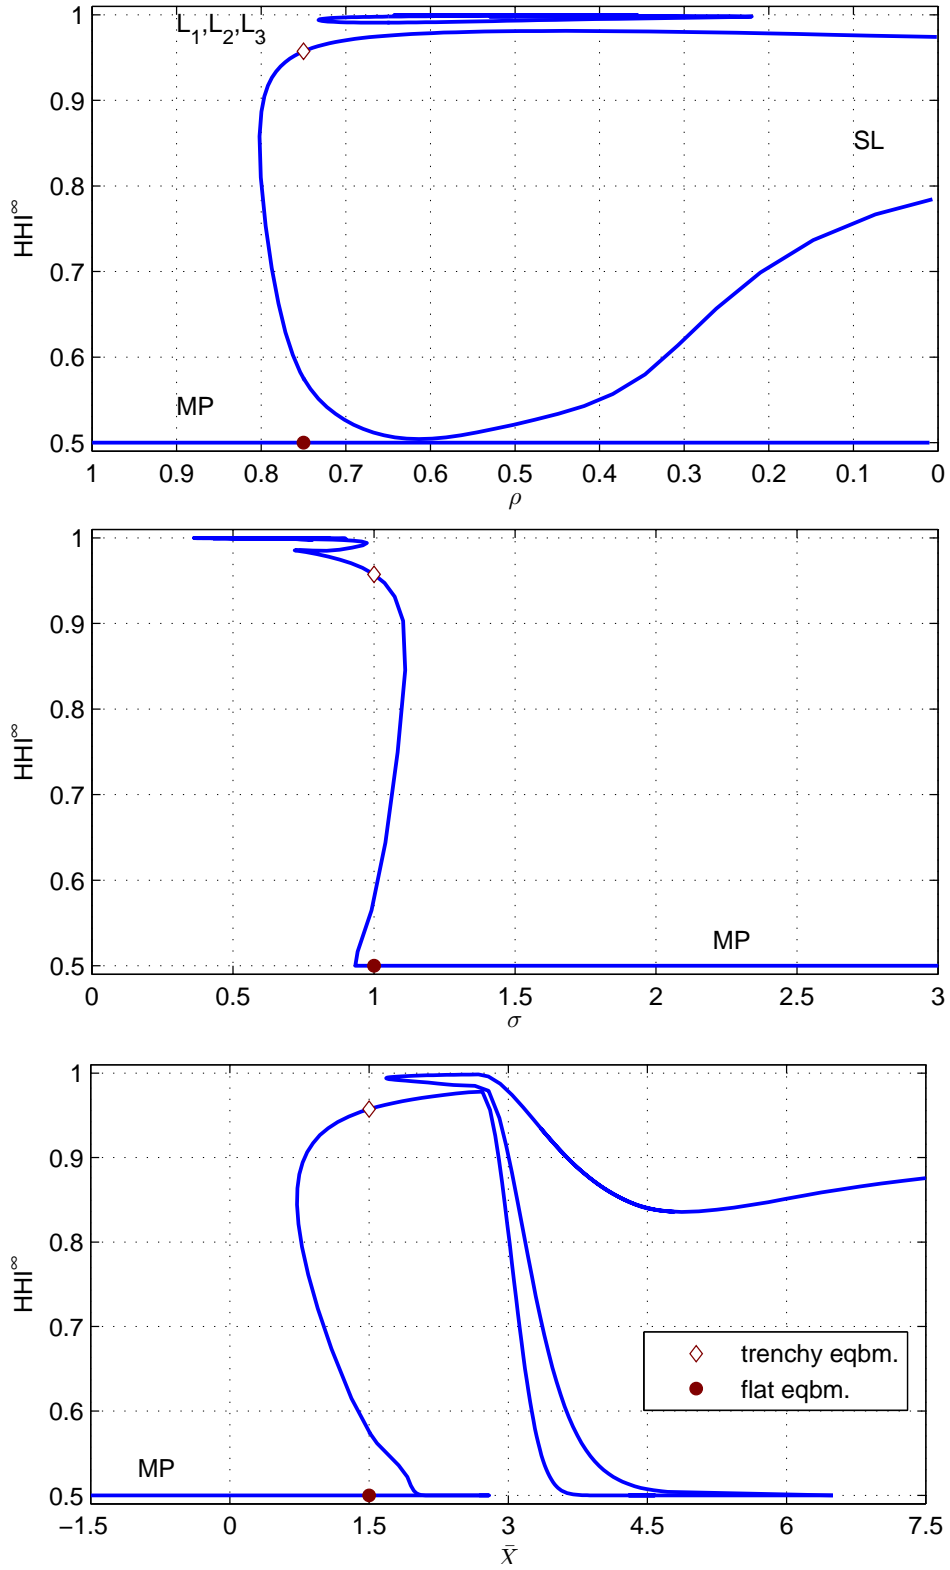 L₁,L₂,L₃
1
0.9
0.8
0.7
0.6
0.5
HHI∞
SL
MP
1 0.9 0.8 0.7 0.6 0.5 0.4 0.3 0.2 0.1 0
ρ
1
0.9
0.8
0.7
0.6
0.5
HHI∞
MP
0 0.5 1 1.5 2 2.5 3
σ
1
0.9
0.8
0.7
0.6
0.5
HHI∞
trenchy eqbm.
flat eqbm.
MP
−1.5 0 1.5 3 4.5 6 7.5
X̄